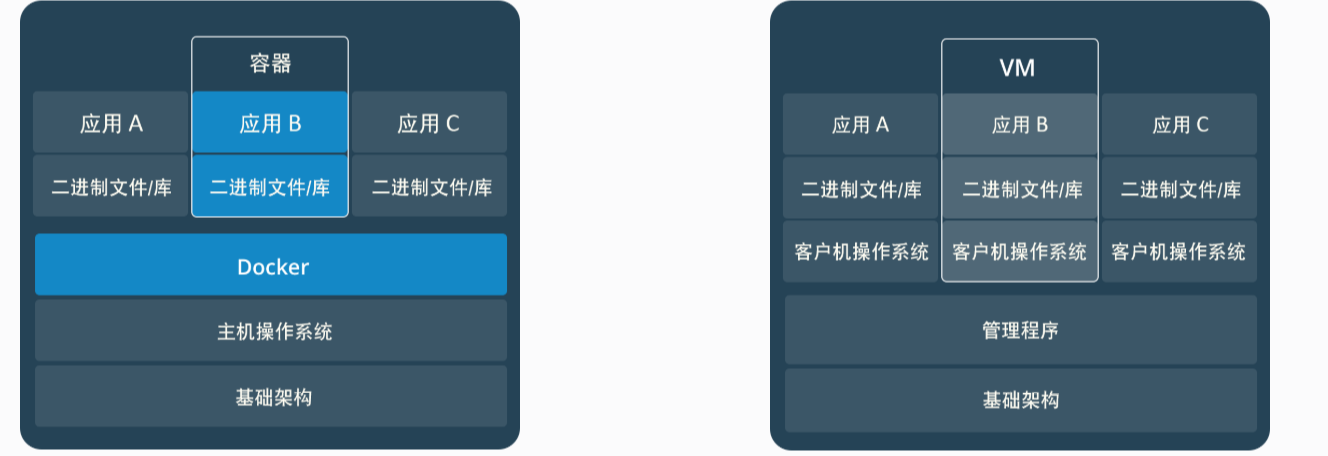 容器
应用 A
应用 B
应用 C
二进制文件/库
二进制文件/库
二进制文件/库
Docker
主机操作系统
基础架构
VM
应用 A
应用 B
应用 C
二进制文件/库
二进制文件/库
二进制文件/库
客户机操作系统
客户机操作系统
客户机操作系统
管理程序
基础架构